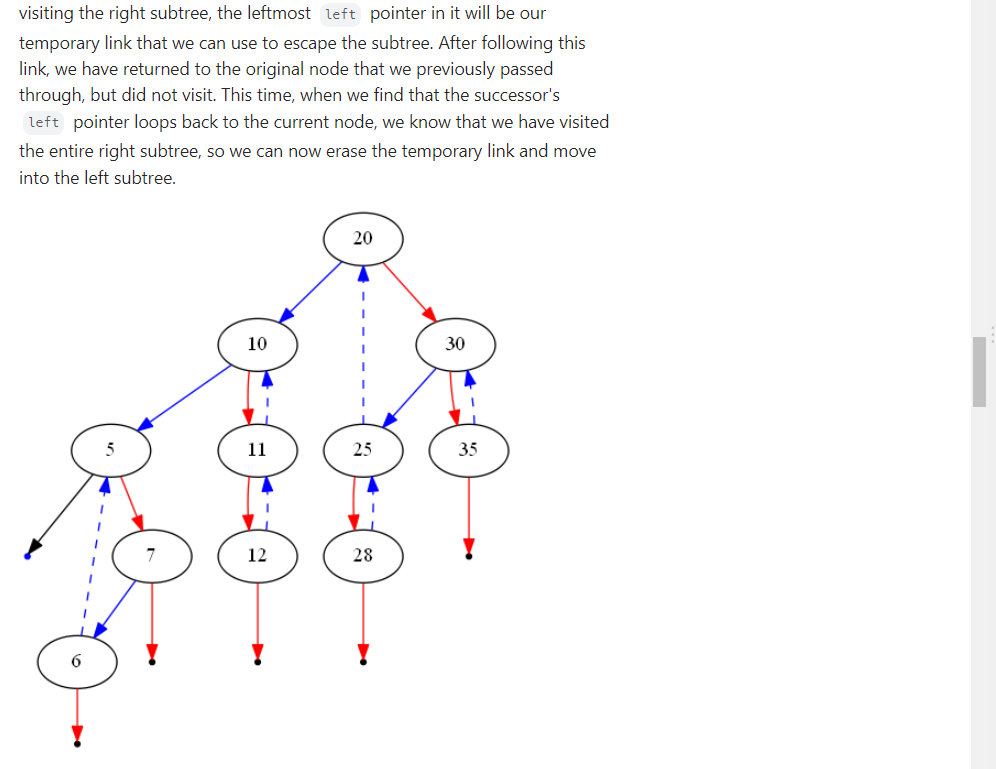 visiting the right subtree, the leftmost left pointer in it will be our
temporary link that we can use to escape the subtree. After following this
link, we have returned to the original node that we previously passed
through, but did not visit. This time, when we find that the successor's
left pointer loops back to the current node, we know that we have visited
the entire right subtree, so we can now erase the temporary link and move
into the left subtree.
20
10 30
5 11 25 35
7 12 28
6